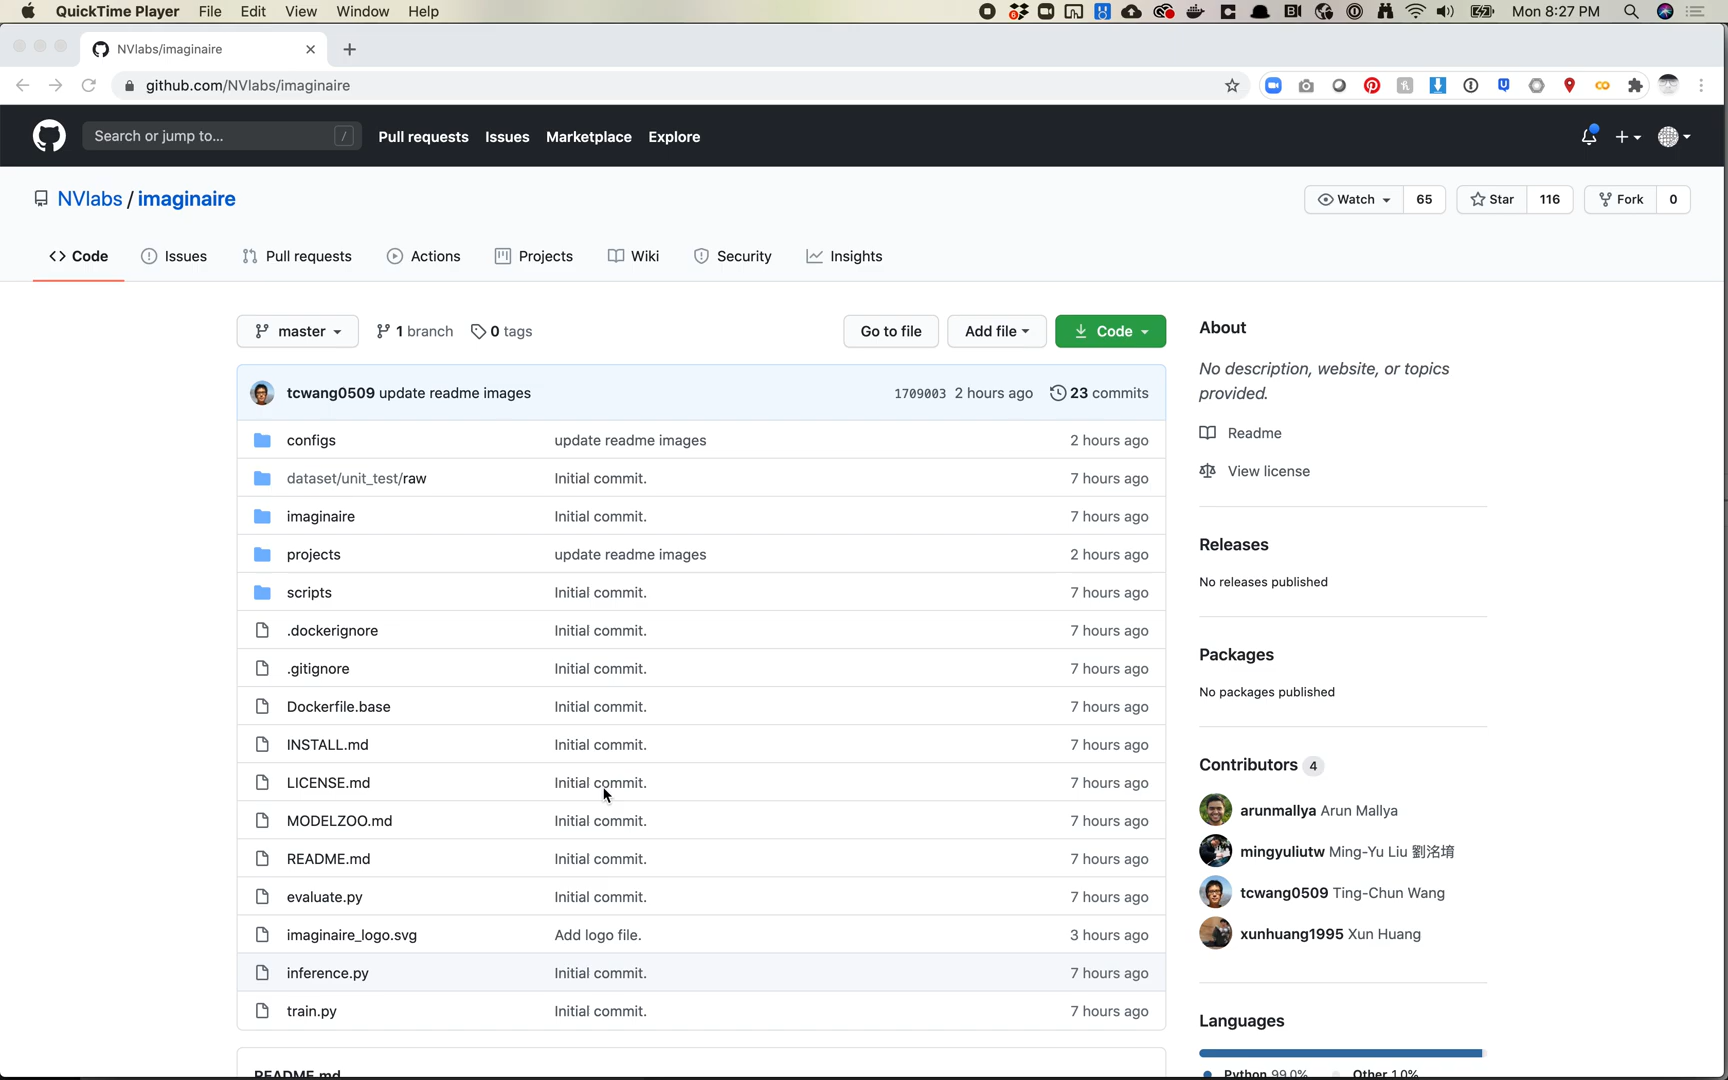 QuickTime Player File Edit View Window Help Mon 8:27 PM
NVlabs/imaginaire
github.com/NVlabs/imaginaire
Search or jump to... / Pull requests Issues Marketplace Explore
NVlabs / imaginaire Watch 65 Star 116 Fork 0
Code Issues Pull requests Actions Projects Wiki Security Insights
master 1 branch 0 tags Go to file Add file Code
tcwang0509 update readme images 1709003 2 hours ago 23 commits
configs update readme images 2 hours ago
dataset/unit_test/raw Initial commit. 7 hours ago
imaginaire Initial commit. 7 hours ago
projects update readme images 2 hours ago
scripts Initial commit. 7 hours ago
.dockerignore Initial commit. 7 hours ago
.gitignore Initial commit. 7 hours ago
Dockerfile.base Initial commit. 7 hours ago
INSTALL.md Initial commit. 7 hours ago
LICENSE.md Initial commit. 7 hours ago
MODELZOO.md Initial commit. 7 hours ago
README.md Initial commit. 7 hours ago
evaluate.py Initial commit. 7 hours ago
imaginaire_logo.svg Add logo file. 3 hours ago
inference.py Initial commit. 7 hours ago
train.py Initial commit. 7 hours ago
README.md
About
No description, website, or topics
provided.
Readme
View license
Releases
No releases published
Packages
No packages published
Contributors 4
arunmallya Arun Mallya
mingyuliutw Ming-Yu Liu 劉洺堉
tcwang0509 Ting-Chun Wang
xunhuang1995 Xun Huang
Languages
Python 99.0% Other 1.0%